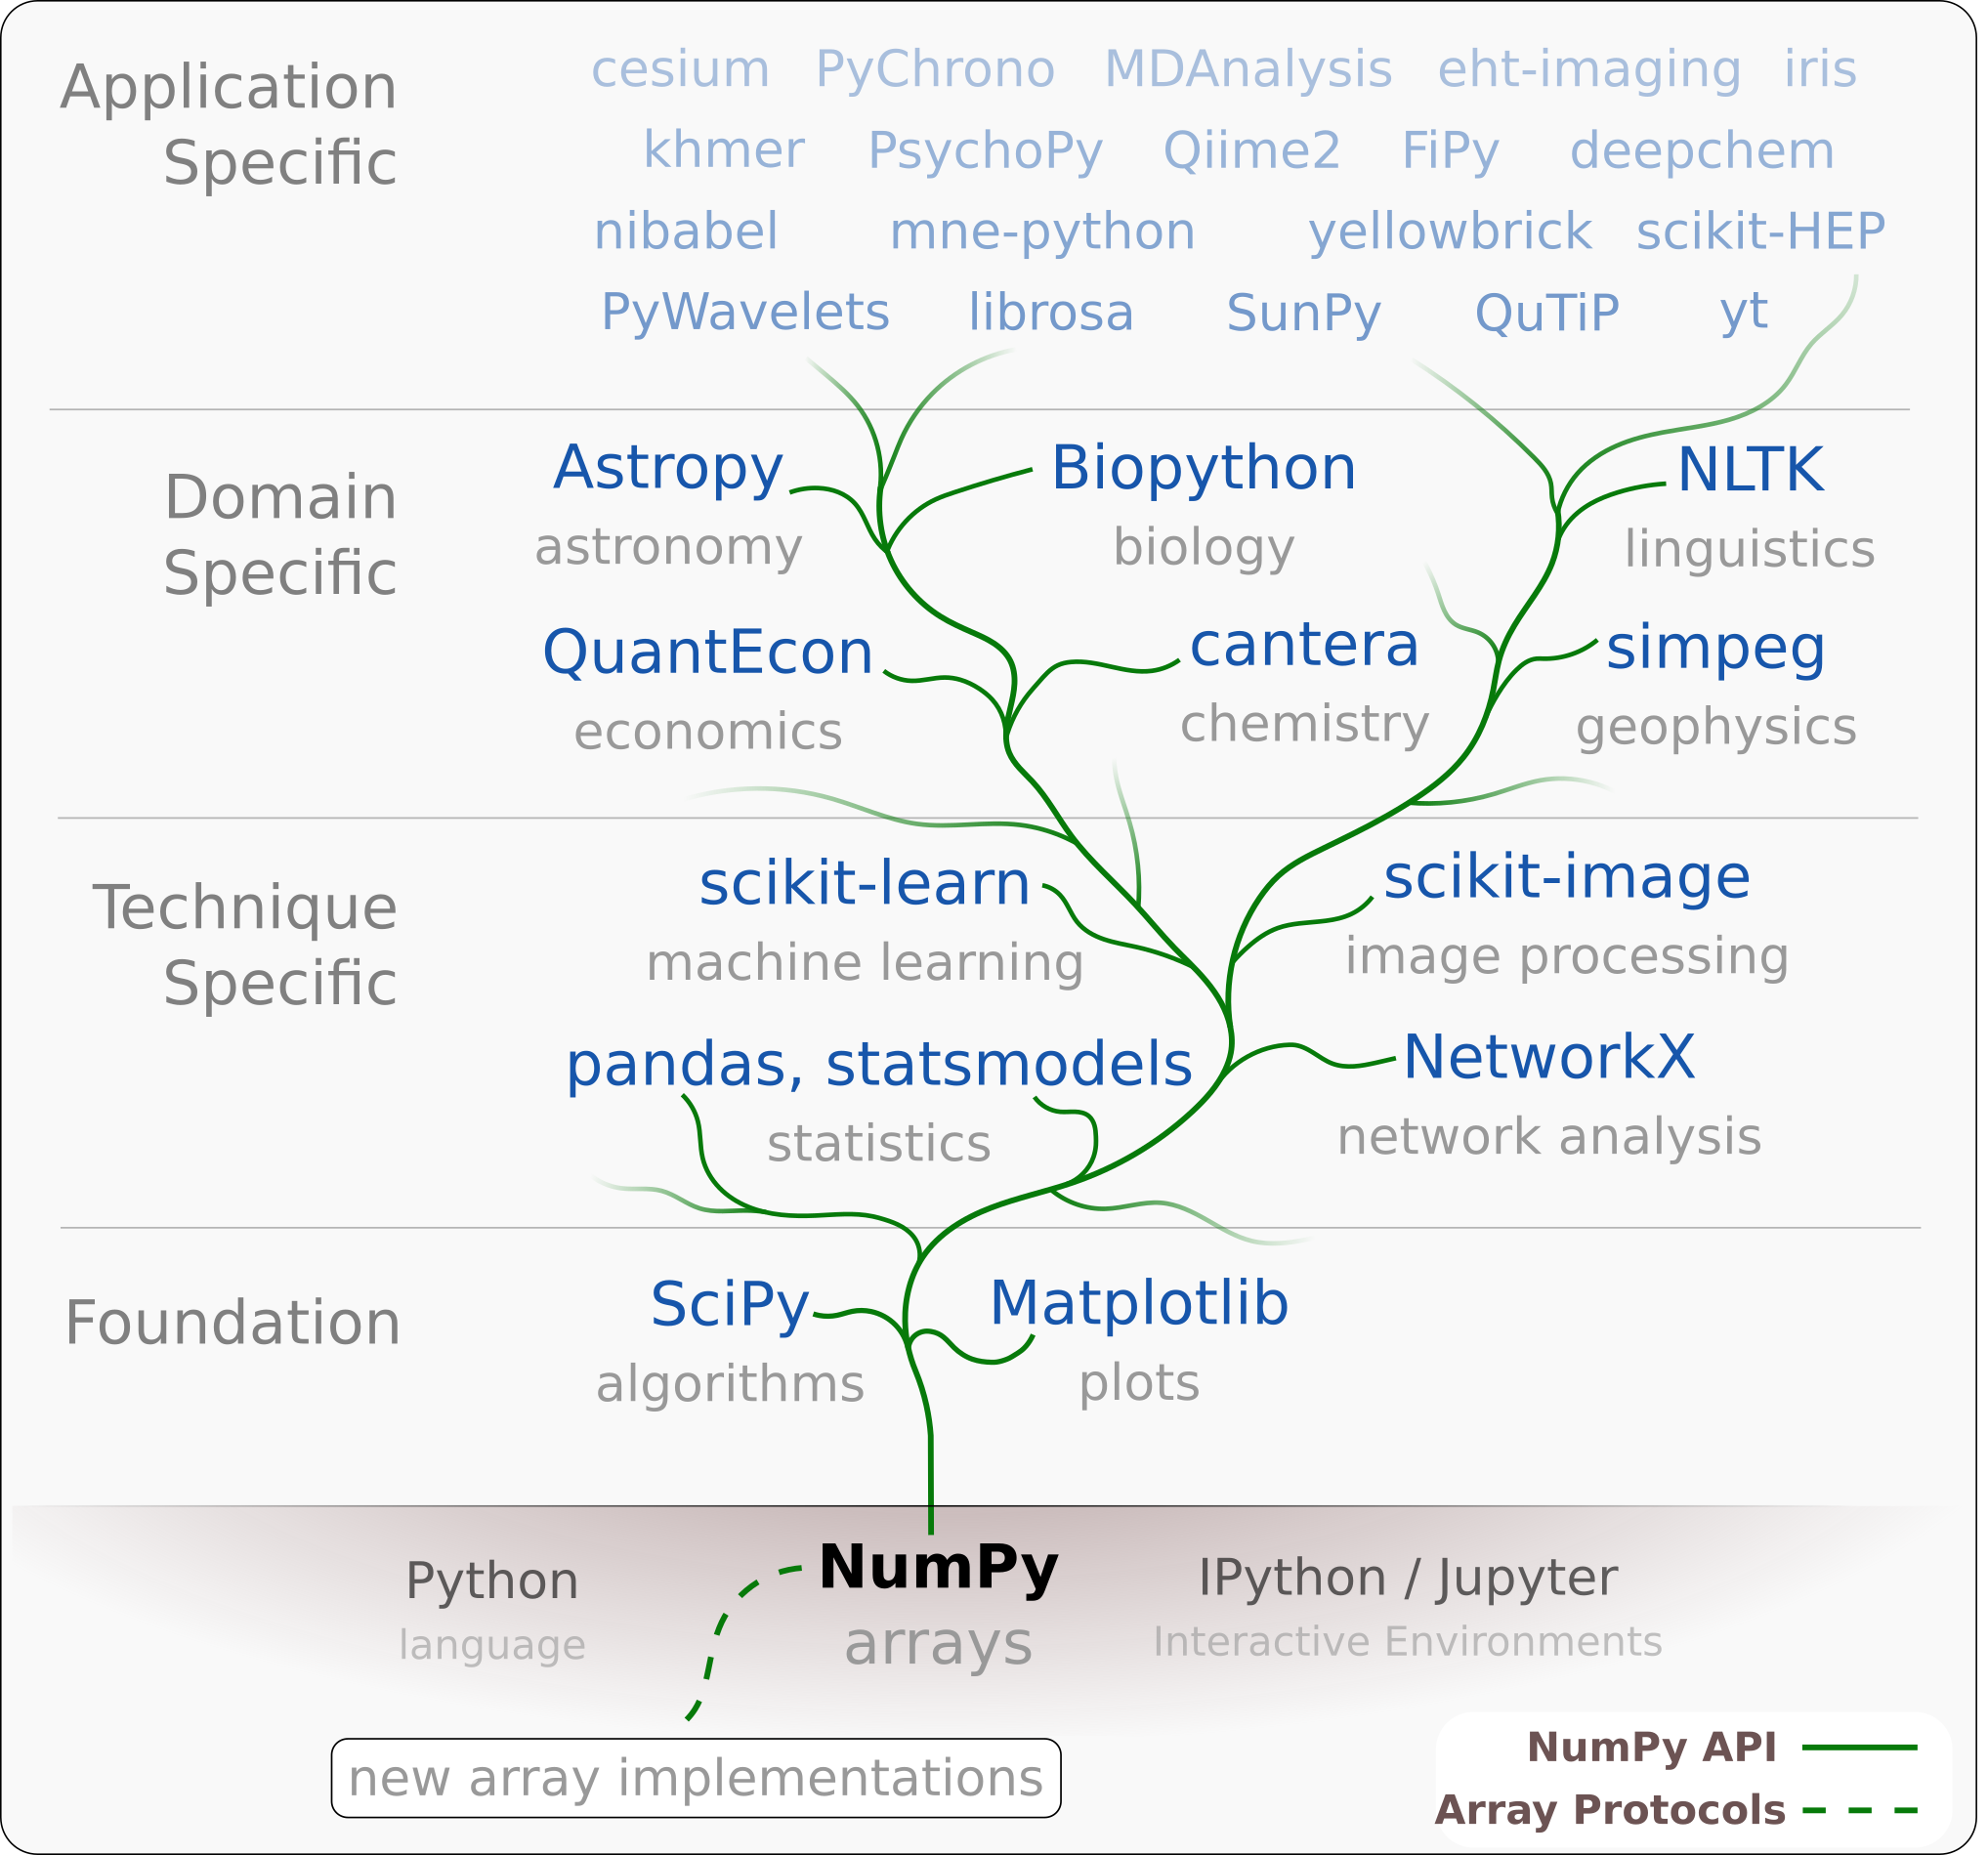 Application
Specific
cesium PyChrono MDAnalysis eht-imaging iris
khmer PsychoPy Qiime2 FiPy deepchem
nibabel mne-python yellowbrick scikit-HEP
PyWavelets librosa SunPy QuTiP yt
Domain
Specific
Astropy Biopython NLTK
astronomy biology linguistics
QuantEcon cantera simpeg
economics chemistry geophysics
Technique
Specific
scikit-learn scikit-image
machine learning image processing
pandas, statsmodels NetworkX
statistics network analysis
Foundation
SciPy Matplotlib
algorithms plots
Python NumPy IPython / Jupyter
language arrays Interactive Environments
new array implementations
NumPy API
Array Protocols